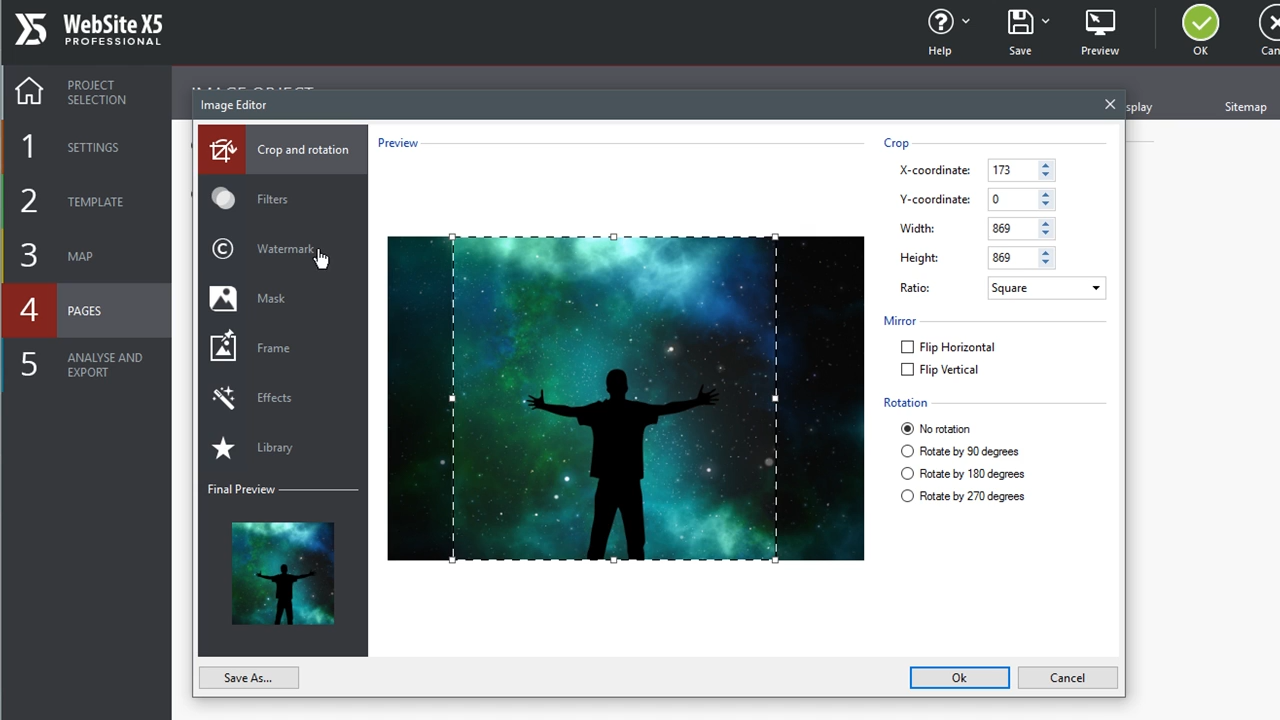 WebSite X5
PROFESSIONAL
Help
Save
Preview
OK
PROJECT
SELECTION
1 SETTINGS
2 TEMPLATE
3 MAP
4 PAGES
5 ANALYSE AND
EXPORT
Sitemap
Image Editor
Crop and rotation
Filters
Watermark
Mask
Frame
Effects
Library
Final Preview
Preview
Crop
X-coordinate: 173
Y-coordinate: 0
Width: 869
Height: 869
Ratio: Square
Mirror
Flip Horizontal
Flip Vertical
Rotation
No rotation
Rotate by 90 degrees
Rotate by 180 degrees
Rotate by 270 degrees
Save As...
Ok
Cancel